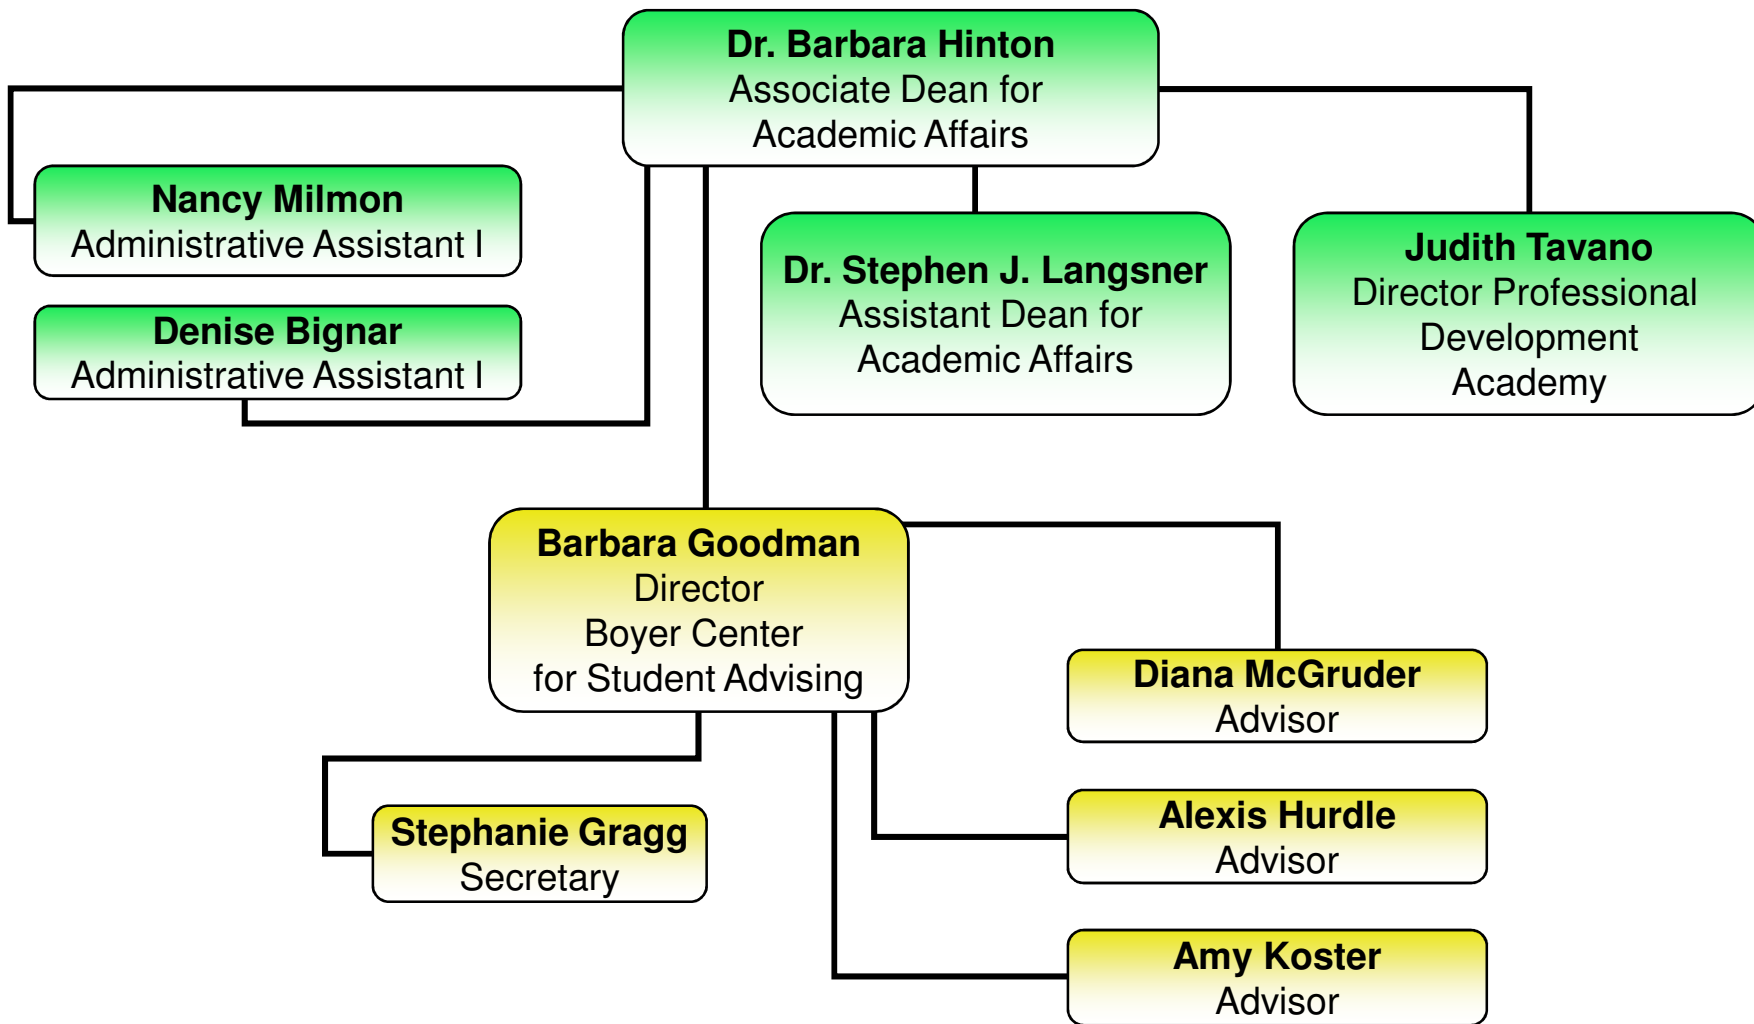 Dr. Barbara Hinton
Associate Dean for
Academic Affairs
Nancy Milmon
Administrative Assistant I
Denise Bignar
Administrative Assistant I
Dr. Stephen J. Langsner
Assistant Dean for
Academic Affairs
Judith Tavano
Director Professional
Development
Academy
Barbara Goodman
Director
Boyer Center
for Student Advising
Stephanie Gragg
Secretary
Diana McGruder
Advisor
Alexis Hurdle
Advisor
Amy Koster
Advisor